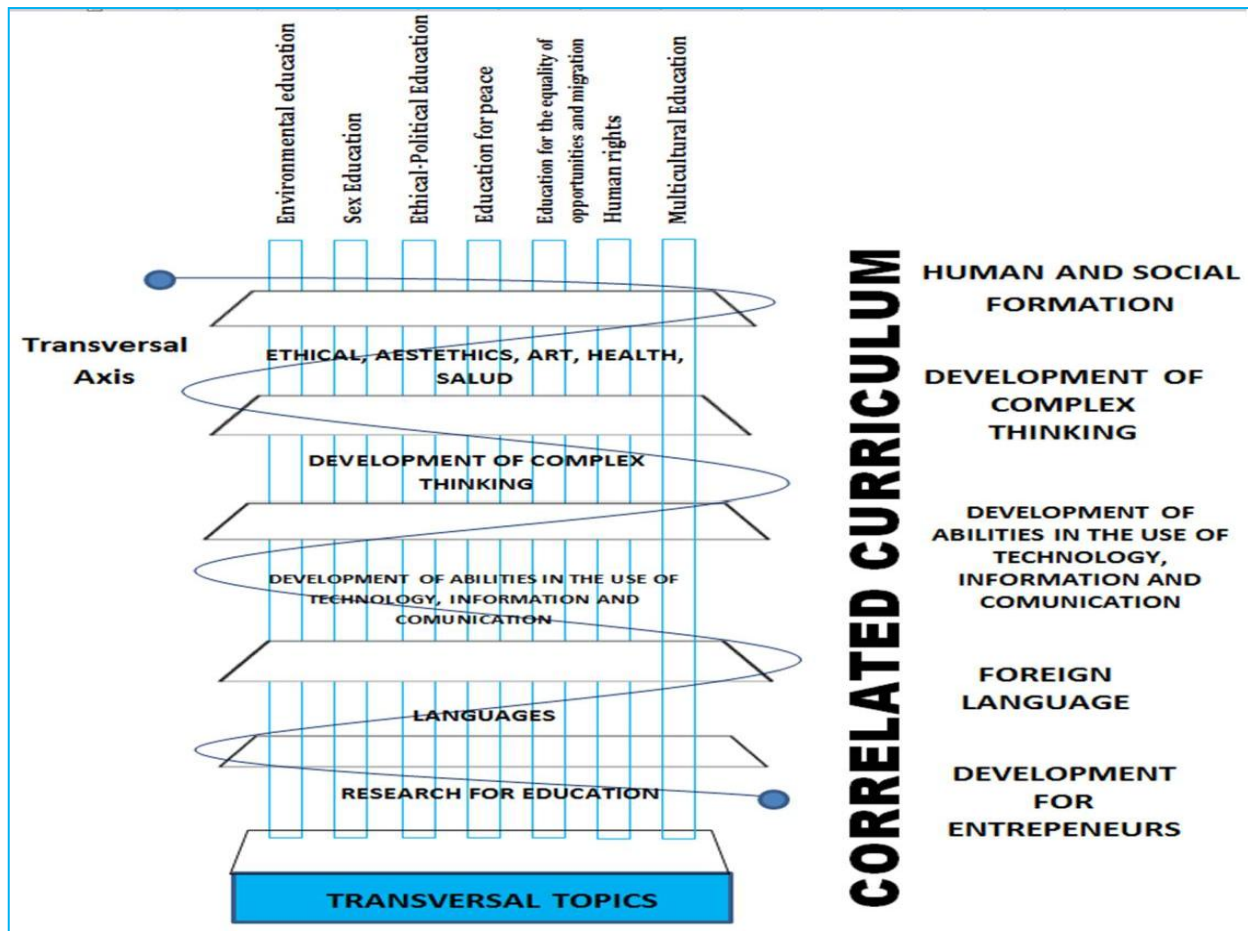 Environmental education
Sex Education
Ethical-Political Education
Education for peace
Education for the equality of
opportunities and migration
Human rights
Multicultural Education
Transversal
Axis
ETHICAL, AESTETHICS, ART, HEALTH,
SALUD
DEVELOPMENT OF COMPLEX
THINKING
DEVELOPMENT OF ABILITIES IN THE USE OF
TECHNOLOGY, INFORMATION AND
COMUNICATION
LANGUAGES
RESEARCH FOR EDUCATION
TRANSVERSAL TOPICS
CORRELATED CURRICULUM
HUMAN AND SOCIAL
FORMATION
DEVELOPMENT OF
COMPLEX
THINKING
DEVELOPMENT OF
ABILITIES IN THE USE OF
TECHNOLOGY,
INFORMATION AND
COMUNICATION
FOREIGN
LANGUAGE
DEVELOPMENT
FOR
ENTREPENEURS